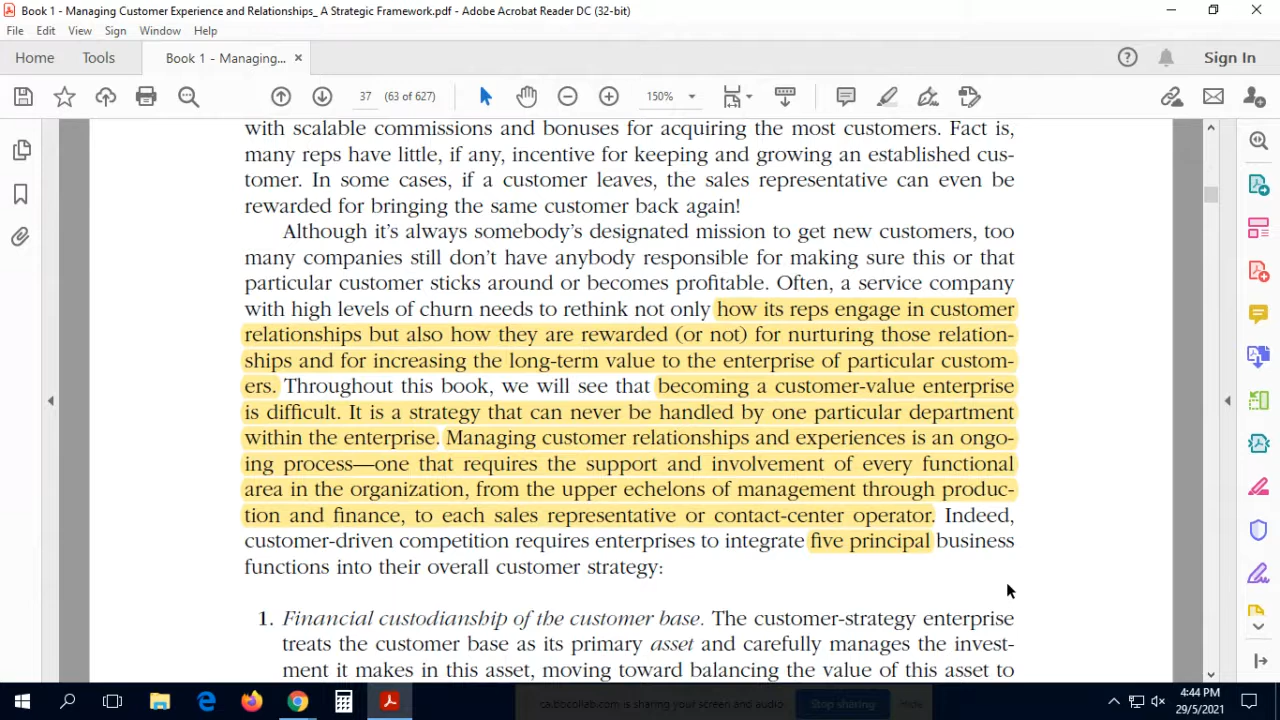 Book 1 - Managing Customer Experience and Relationships_ A Strategic Framework.pdf - Adobe Acrobat Reader DC (32-bit)
File Edit View Sign Window Help
Home Tools Book 1 - Managing... × Sign In
37 (63 of 627) 150%
with scalable commissions and bonuses for acquiring the most customers. Fact is,
many reps have little, if any, incentive for keeping and growing an established cus-
tomer. In some cases, if a customer leaves, the sales representative can even be
rewarded for bringing the same customer back again!
Although it's always somebody's designated mission to get new customers, too
many companies still don't have anybody responsible for making sure this or that
particular customer sticks around or becomes profitable. Often, a service company
with high levels of churn needs to rethink not only how its reps engage in customer
relationships but also how they are rewarded (or not) for nurturing those relation-
ships and for increasing the long-term value to the enterprise of particular custom-
ers. Throughout this book, we will see that becoming a customer-value enterprise
is difficult. It is a strategy that can never be handled by one particular department
within the enterprise. Managing customer relationships and experiences is an ongo-
ing process—one that requires the support and involvement of every functional
area in the organization, from the upper echelons of management through produc-
tion and finance, to each sales representative or contact-center operator. Indeed,
customer-driven competition requires enterprises to integrate five principal business
functions into their overall customer strategy:
1. Financial custodianship of the customer base. The customer-strategy enterprise
treats the customer base as its primary asset and carefully manages the invest-
ment it makes in this asset, moving toward balancing the value of this asset to
ca.bbcollab.com is sharing your screen and audio Stop sharing Hide
4:44 PM
29/5/2021